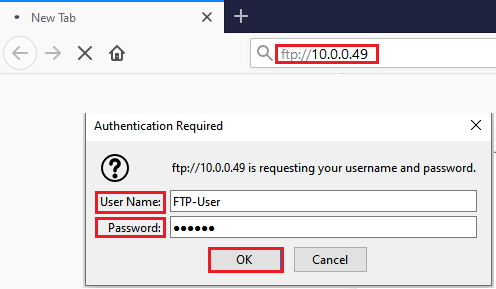 New Tab
ftp://10.0.0.49
Authentication Required
ftp://10.0.0.49 is requesting your username and password.
User Name: FTP-User
Password: ●●●●●●
OK Cancel